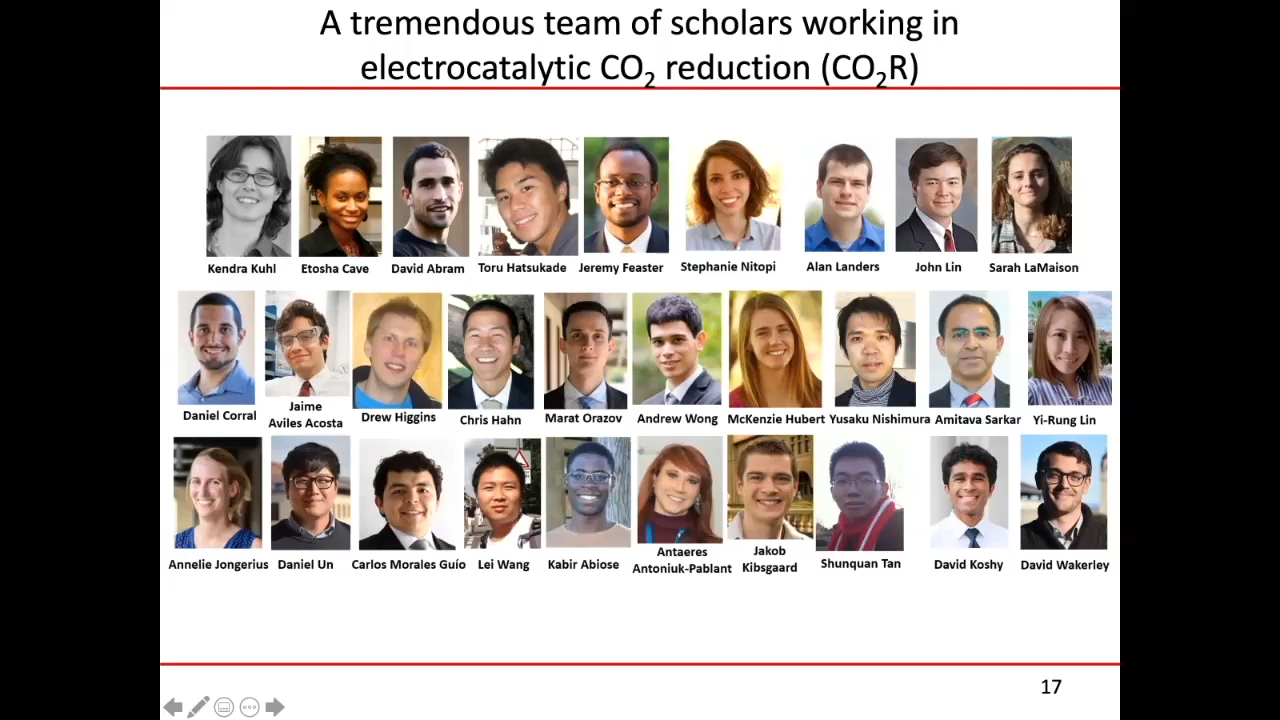 A tremendous team of scholars working in
electrocatalytic CO₂ reduction (CO₂R)
Kendra Kuhl
Etosha Cave
David Abram
Toru Hatsukade
Jeremy Feaster
Stephanie Nitopi
Alan Landers
John Lin
Sarah LaMaison
Daniel Corral
Jaime
Aviles Acosta
Drew Higgins
Chris Hahn
Marat Orazov
Andrew Wong
McKenzie Hubert
Yusaku Nishimura
Amitava Sarkar
Yi-Rung Lin
Annelie Jongerius
Daniel Un
Carlos Morales Guío
Lei Wang
Kabir Abiose
Antaeres
Antoniuk-Pablant
Jakob
Kibsgaard
Shunquan Tan
David Koshy
David Wakerley
17